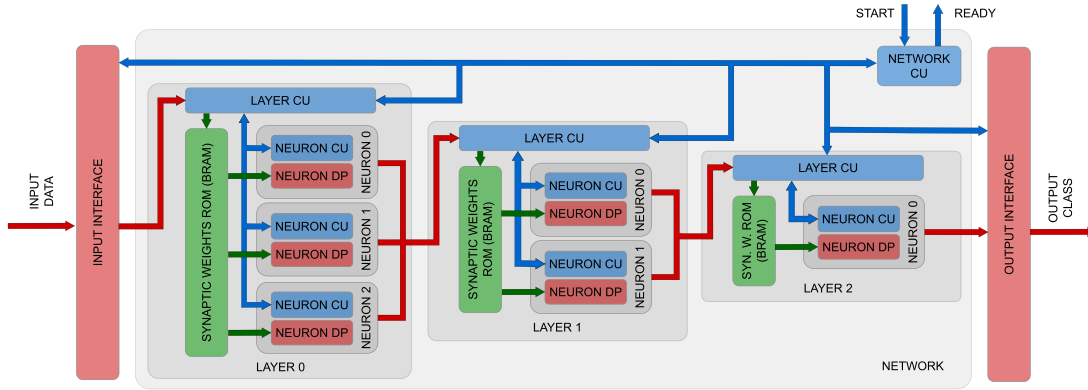 START
READY
NETWORK
CU
INPUT
DATA
INPUT INTERFACE
LAYER CU
SYNAPTIC WEIGHTS ROM (BRAM)
NEURON CU
NEURON DP
NEURON 0
NEURON CU
NEURON DP
NEURON 1
NEURON CU
NEURON DP
NEURON 2
LAYER 0
LAYER CU
SYNAPTIC WEIGHTS
ROM (BRAM)
NEURON CU
NEURON DP
NEURON 0
NEURON CU
NEURON DP
NEURON 1
LAYER 1
LAYER CU
SYN. W. ROM
(BRAM)
NEURON CU
NEURON DP
NEURON 0
LAYER 2
NETWORK
OUTPUT INTERFACE
OUTPUT
CLASS